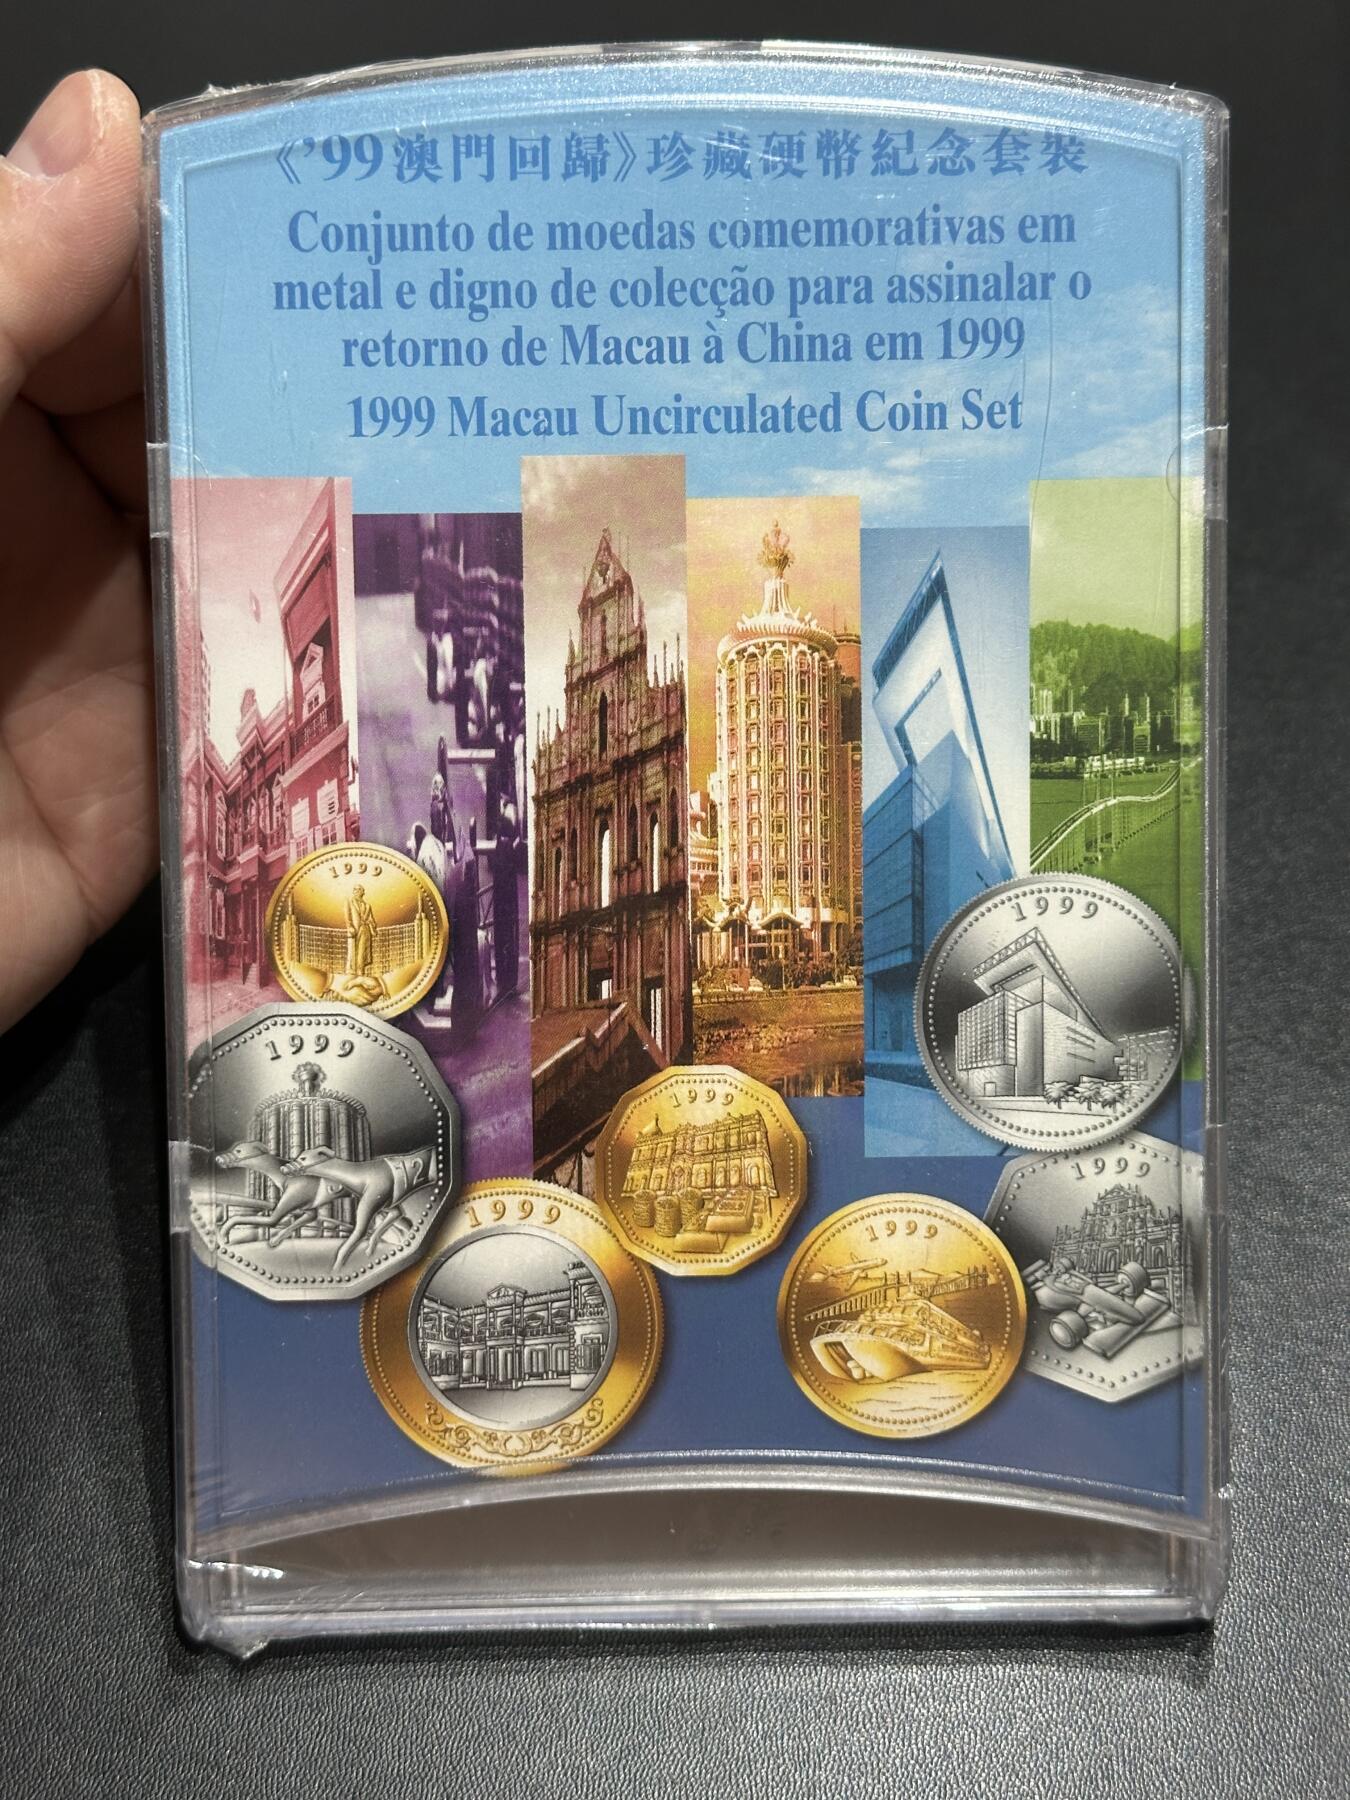 《’99澳門回歸》珍藏硬幣紀念套裝
Conjunto de moedas comemorativas em
metal e digno de colecção para assinalar o
retorno de Macau à China em 1999
1999 Macau Uncirculated Coin Set
1999
1999
1999
12
1999
1999
1999
1999